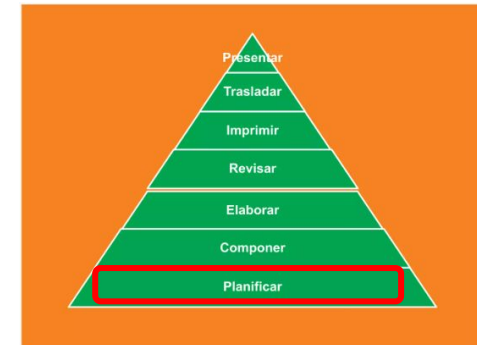 Presentar
Trasladar
Imprimir
Revisar
Elaborar
Componer
Planificar